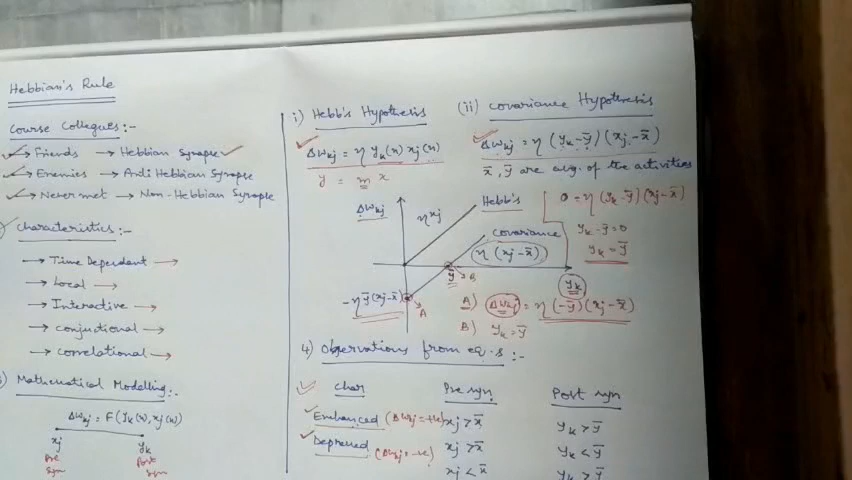 Hebbian's Rule
Course Collegues:-
Friends → Hebbian Synapse
Enemies → Anti Hebbian Synapse
Never met → Non-Hebbian Synapse
Characteristics:-
→ Time Dependant →
→ Local →
→ Interactive →
→ conjuctional →
→ correlational →
) Mathematical Modelling:-
Δwkj = F(yk(n), xj(n))
xj yk
Pre Post
Syn Syn
i) Hebb's Hypothesis
Δwkj = η yk(n) xj(n)
y = m x
Δwkj
η xj
Hebb's
Covariance
η (xj-x̄)
ȳ
B
yk
-ηȳ(xj-x̄)
A
(ii) Covariance Hypothesis
Δwkj = η (yk-ȳ) (xj-x̄)
x̄, ȳ are avg. of the activities
0 = η (yk-ȳ) (xj-x̄)
yk-ȳ=0
yk=ȳ
A) Δwkj = η (-ȳ) (xj-x̄)
B) yk=ȳ
4) Observations from eq.s :-
Char Pre syn Post syn
Enhanced (Δwkj=+ve) xj>x̄ yk>ȳ
Depressed (Δwkj=-ve) xj>x̄ yk<ȳ
xj<x̄ yk>ȳ